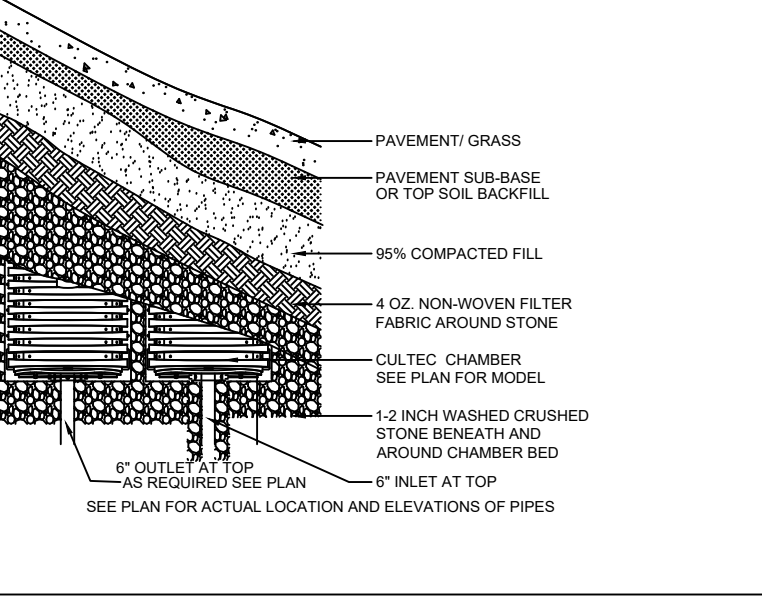 PAVEMENT/ GRASS
PAVEMENT SUB-BASE
OR TOP SOIL BACKFILL
95% COMPACTED FILL
4 OZ. NON-WOVEN FILTER
FABRIC AROUND STONE
CULTEC CHAMBER
SEE PLAN FOR MODEL
1-2 INCH WASHED CRUSHED
STONE BENEATH AND
AROUND CHAMBER BED
6" OUTLET AT TOP
AS REQUIRED SEE PLAN
6" INLET AT TOP
SEE PLAN FOR ACTUAL LOCATION AND ELEVATIONS OF PIPES